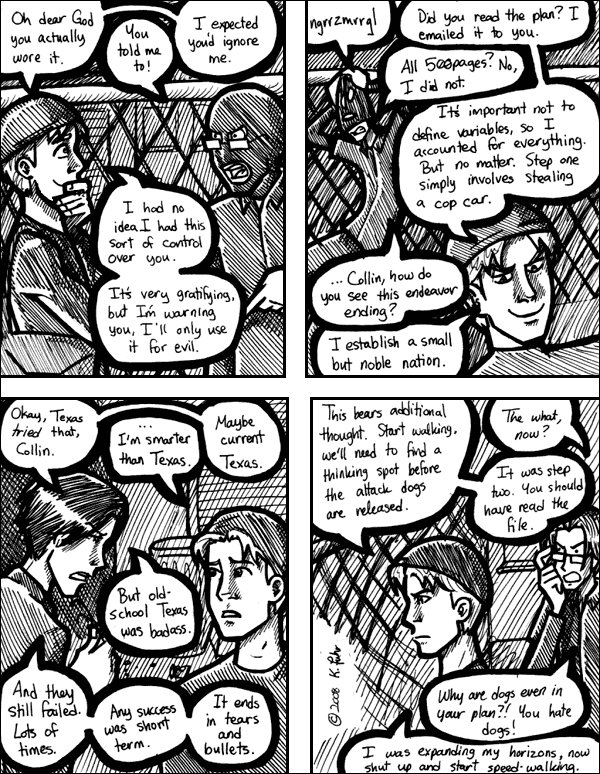 Oh dear God
you actually
wore it.
You
told me
to!
I expected
you'd ignore
me.
I had no
idea I had this
sort of control
over you.
It's very gratifying,
but I'm warning
you, I'll only use
it for evil.
ngrrzmrrg!
Did you read the plan? I
emailed it to you.
All 500 pages? No,
I did not.
It's important not to
define variables, so I
accounted for everything.
But no matter. Step one
simply involves stealing
a cop car.
... Collin, how do
you see this endeavor
ending?
I establish a small
but noble nation.
Okay, Texas
tried that,
Collin.
...
I'm smarter
than Texas.
Maybe
current
Texas.
But old-
school Texas
was badass.
And they
still failed.
Lots of
times.
Any success
was short
term.
It ends
in tears
and
bullets.
This bears additional
thought. Start walking,
we'll need to find a
thinking spot before
the attack dogs
are released.
The what,
now?
It was step
two. You should
have read the
file.
Why are dogs even in
your plan?! You hate
dogs!
I was expanding my horizons, now
shut up and start speed-walking.
©2008 K.